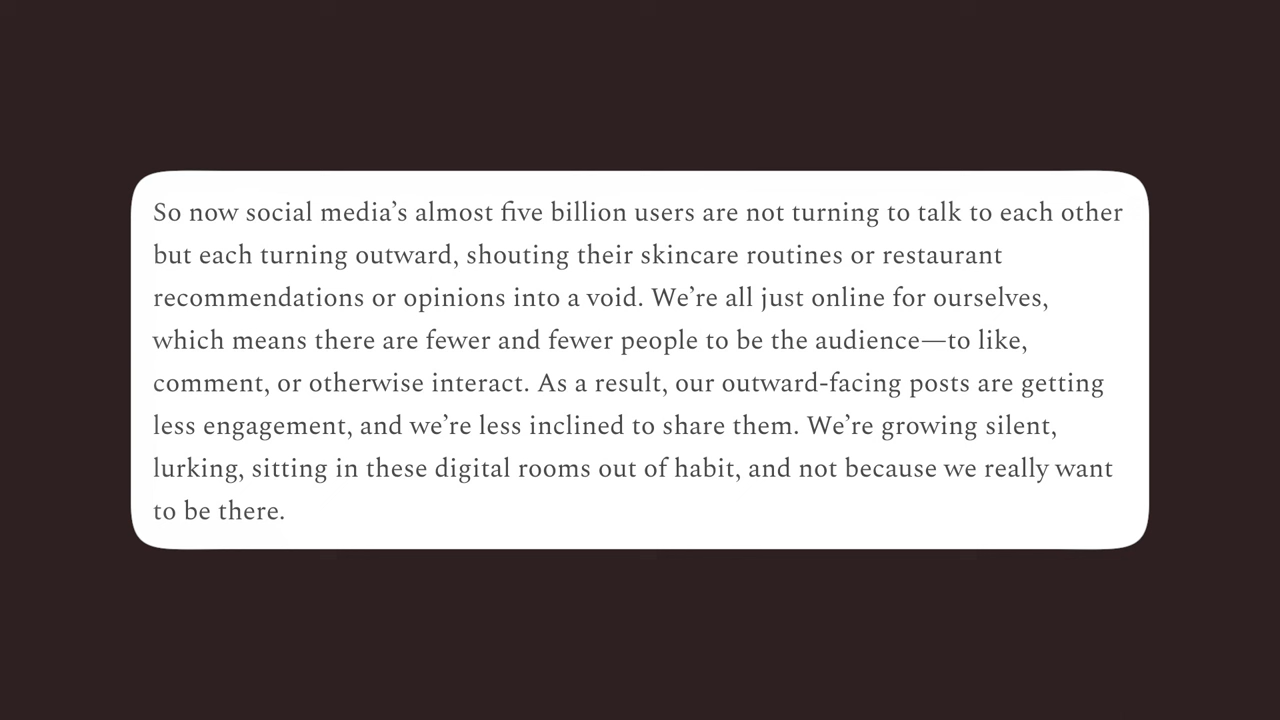 So now social media’s almost five billion users are not turning to talk to each other
but each turning outward, shouting their skincare routines or restaurant
recommendations or opinions into a void. We’re all just online for ourselves,
which means there are fewer and fewer people to be the audience—to like,
comment, or otherwise interact. As a result, our outward-facing posts are getting
less engagement, and we’re less inclined to share them. We’re growing silent,
lurking, sitting in these digital rooms out of habit, and not because we really want
to be there.